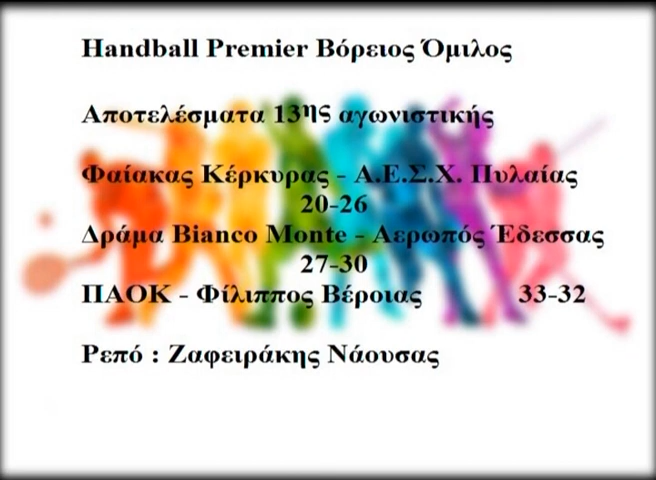 Handball Premier Βόρειος Όμιλος
Αποτελέσματα 13ης αγωνιστικής
Φαίακας Κέρκυρας - Α.Ε.Σ.Χ. Πυλαίας
20-26
Δράμα Bianco Monte - Αερωπός Έδεσσας
27-30
ΠΑΟΚ - Φίλιππος Βέροιας 33-32
Ρεπό : Ζαφειράκης Νάουσας